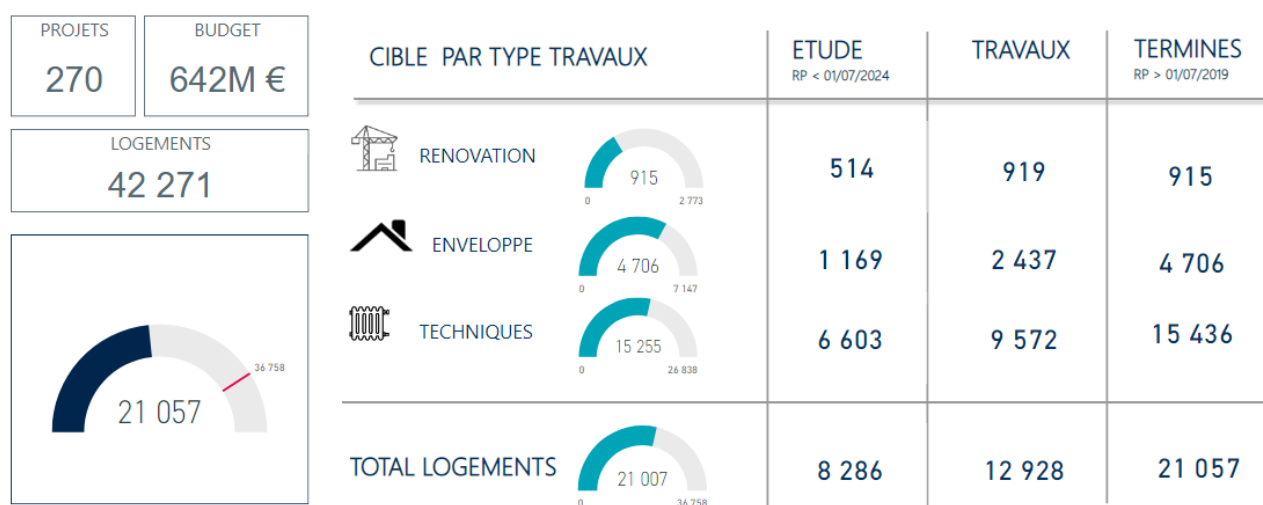 PROJETS
270
BUDGET
642M €
LOGEMENTS
42 271
36 758
21 057
CIBLE PAR TYPE TRAVAUX
ETUDE
RP < 01/07/2024
TRAVAUX
TERMINES
RP > 01/07/2019
RENOVATION
915
0
2 773
514
919
915
ENVELOPPE
4 706
0
7 147
1 169
2 437
4 706
TECHNIQUES
15 255
0
26 838
6 603
9 572
15 436
TOTAL LOGEMENTS
21 007
0
36 758
8 286
12 928
21 057